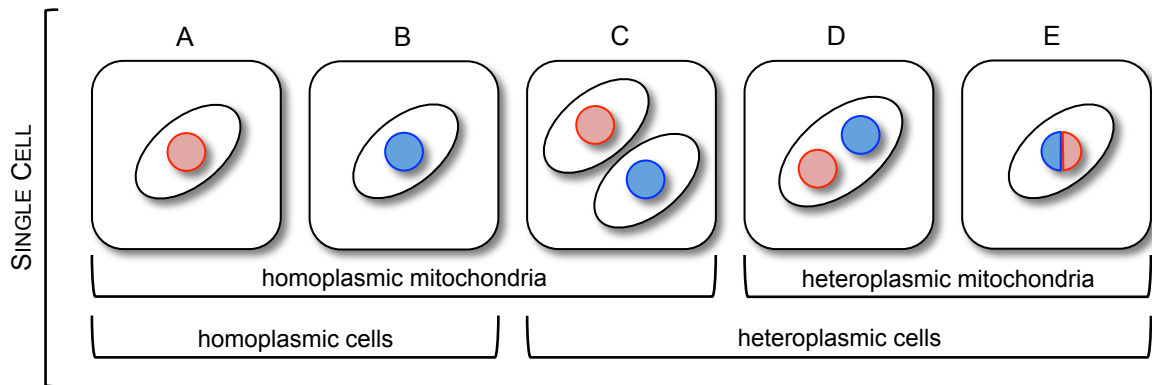 A B C D E
SINGLE CELL
homoplasmic mitochondria heteroplasmic mitochondria
homoplasmic cells heteroplasmic cells